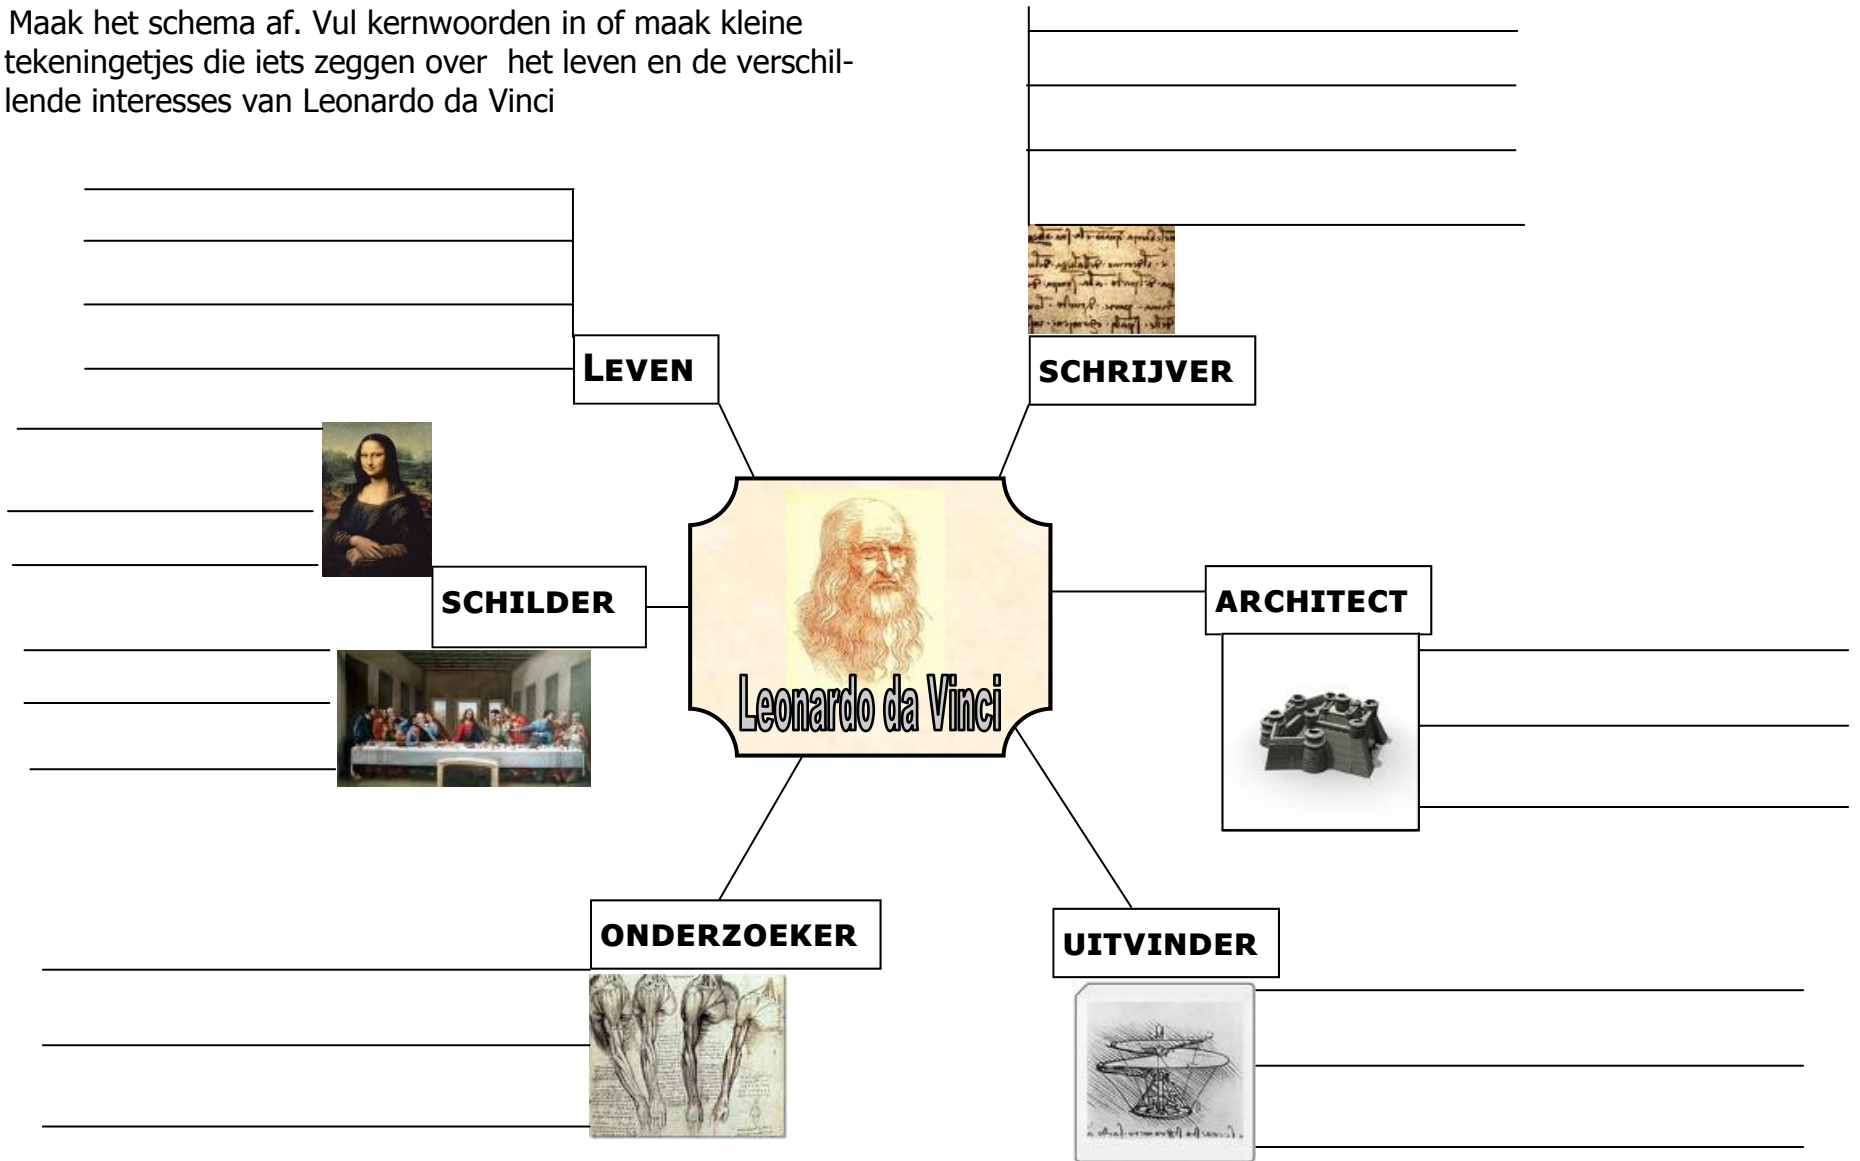 Maak het schema af. Vul kernwoorden in of maak kleine
tekeningetjes die iets zeggen over het leven en de verschil-
lende interesses van Leonardo da Vinci
LEVEN
SCHRIJVER
SCHILDER
ARCHITECT
Leonardo da Vinci
ONDERZOEKER
UITVINDER